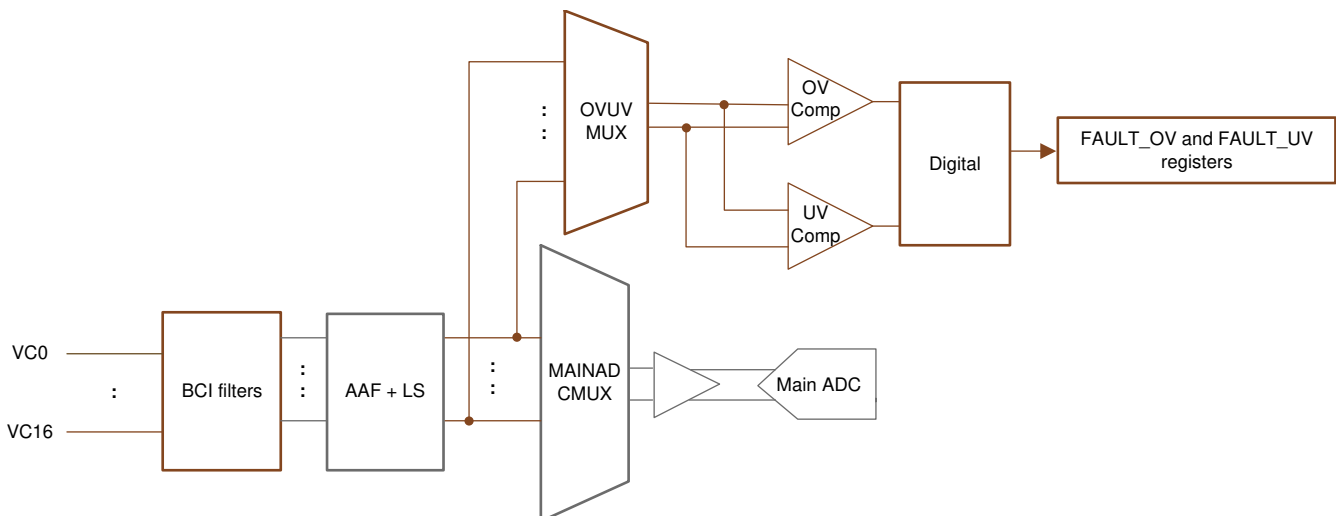 OVUV
MUX
OV
Comp
UV
Comp
Digital
FAULT_OV and FAULT_UV
registers
VC0
:
VC16
BCI filters
:
:
AAF + LS
:
:
:
:
MAINAD
CMUX
Main ADC